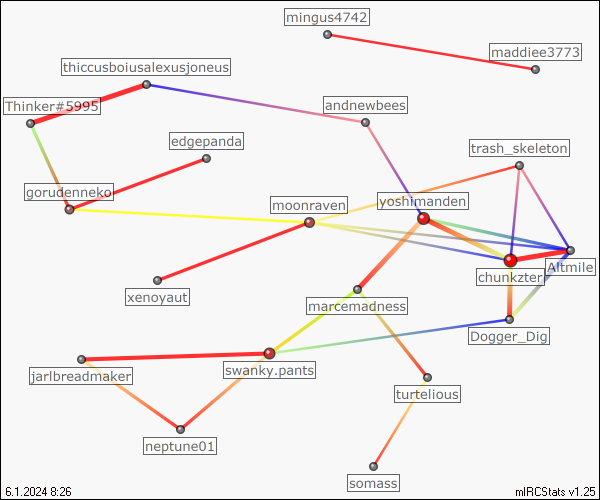 mingus4742
maddiee3773
thiccusboiusalexusjoneus
Thinker#5995
andnewbees
edgepanda
trash_skeleton
gorudenneko
moonraven
yoshimanden
Altmile
chunkzter
xenoyaut
marcemadness
Dogger_Dig
swanky.pants
jarlbreadmaker
turtelious
neptune01
somass
6.1.2024 8:26
mIRCStats v1.25